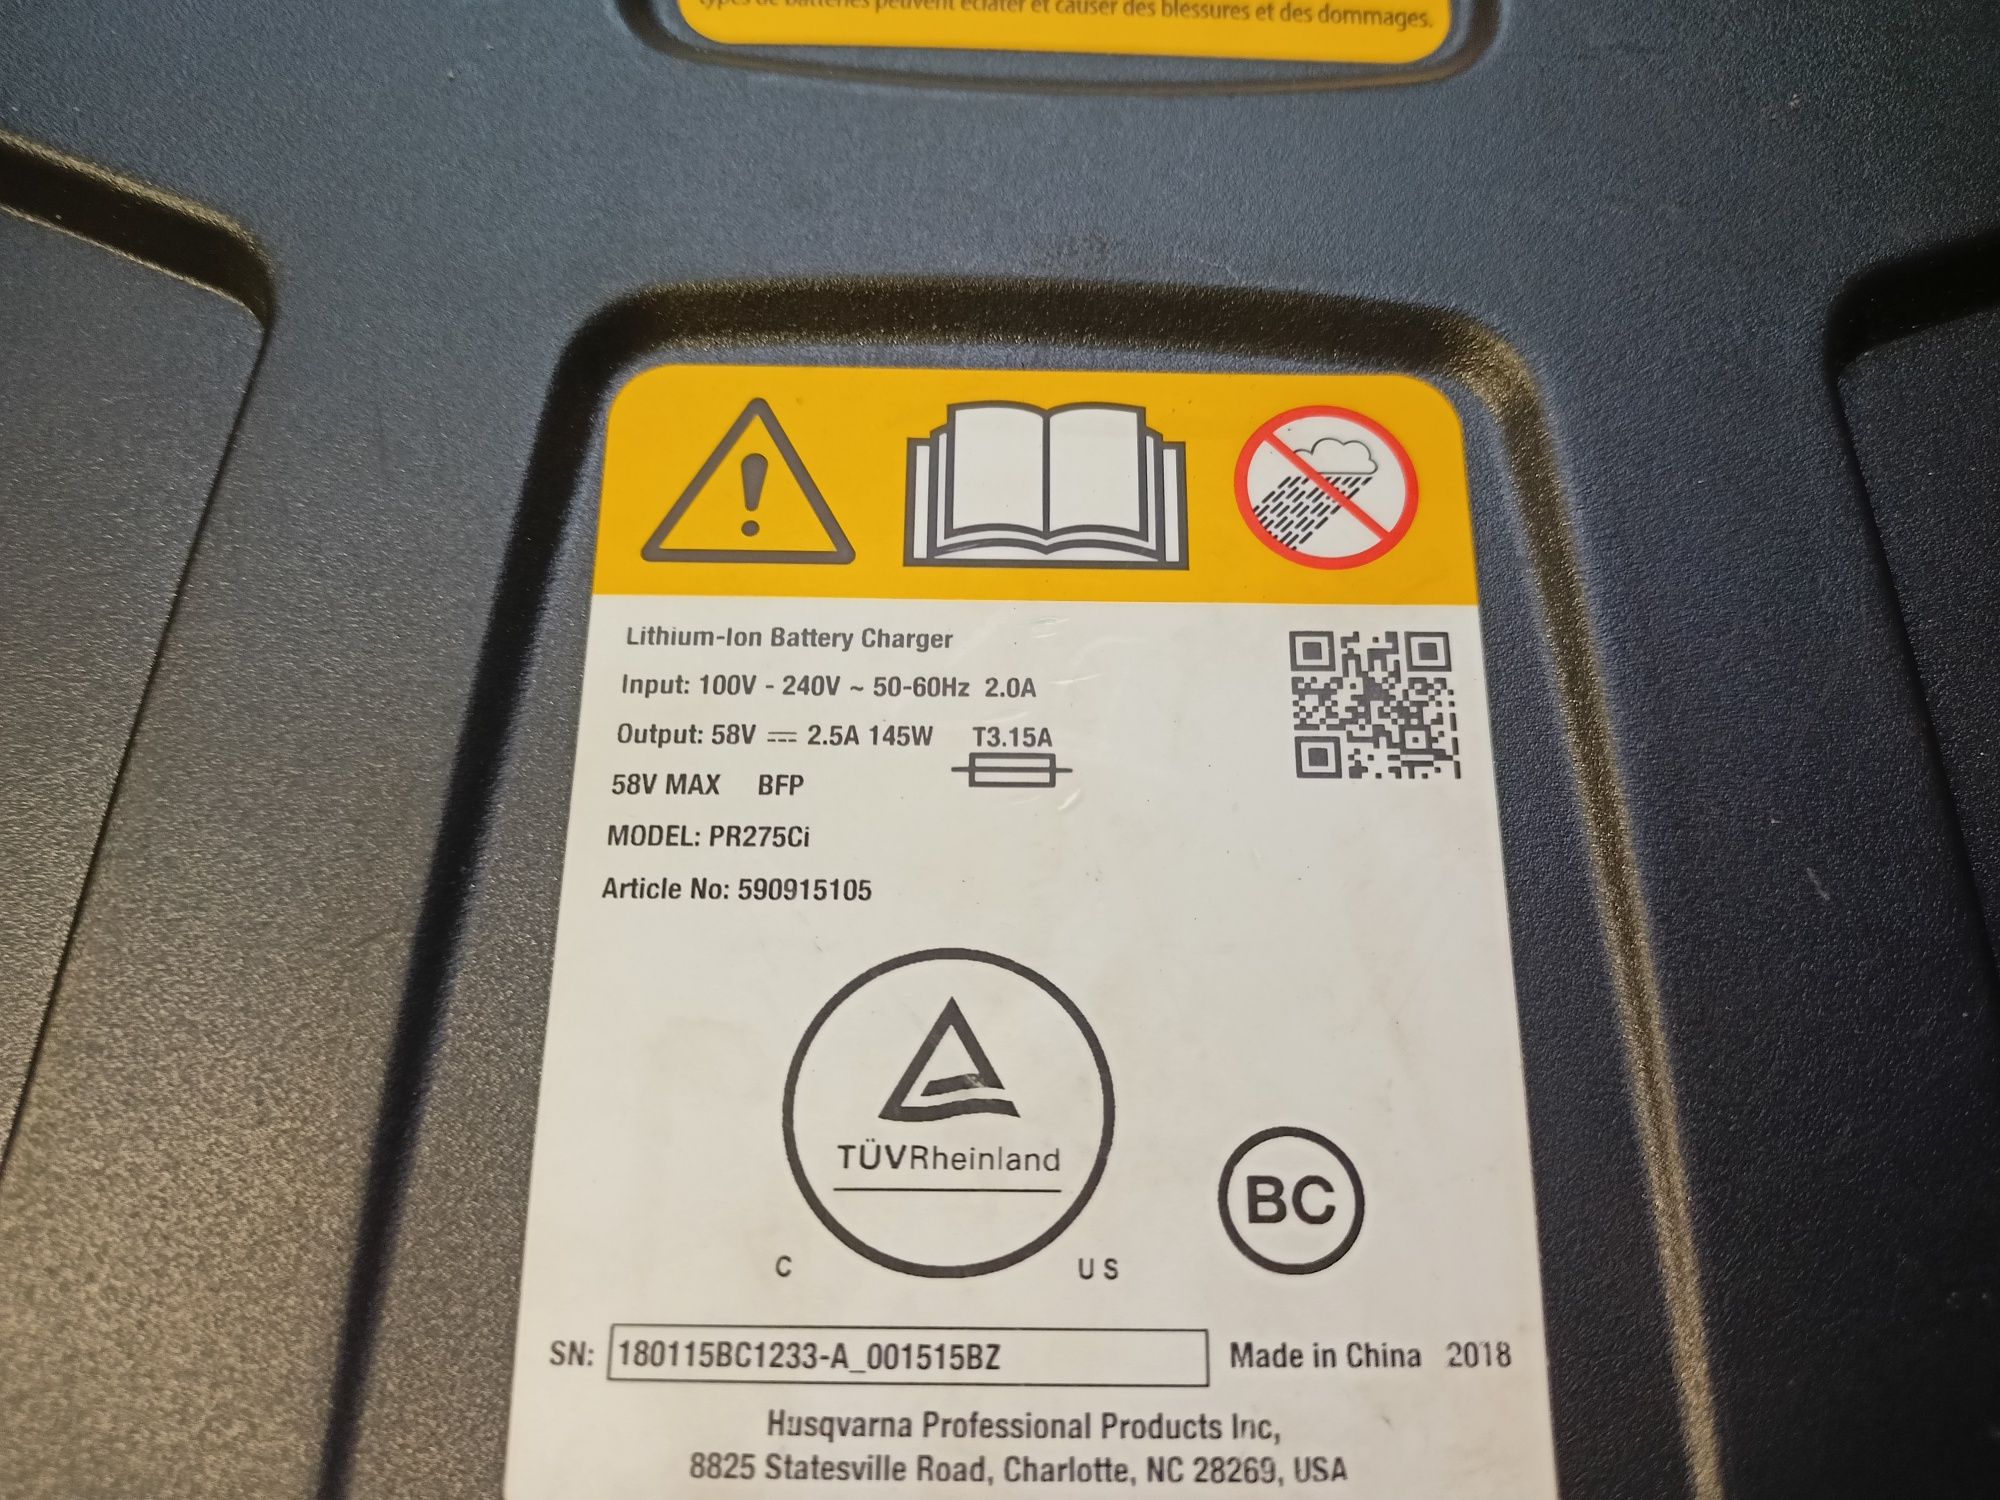 types de batteries peuvent éclater et causer des blessures et des dommages.
Lithium-Ion Battery Charger
Input: 100V - 240V ~ 50-60Hz 2.0A
Output: 58V ⎓ 2.5A 145W T3.15A
58V MAX BFP
MODEL: PR275Ci
Article No: 590915105
TÜVRheinland
C US
BC
SN: 180115BC1233-A_001515BZ Made in China 2018
Husqvarna Professional Products Inc,
8825 Statesville Road, Charlotte, NC 28269, USA